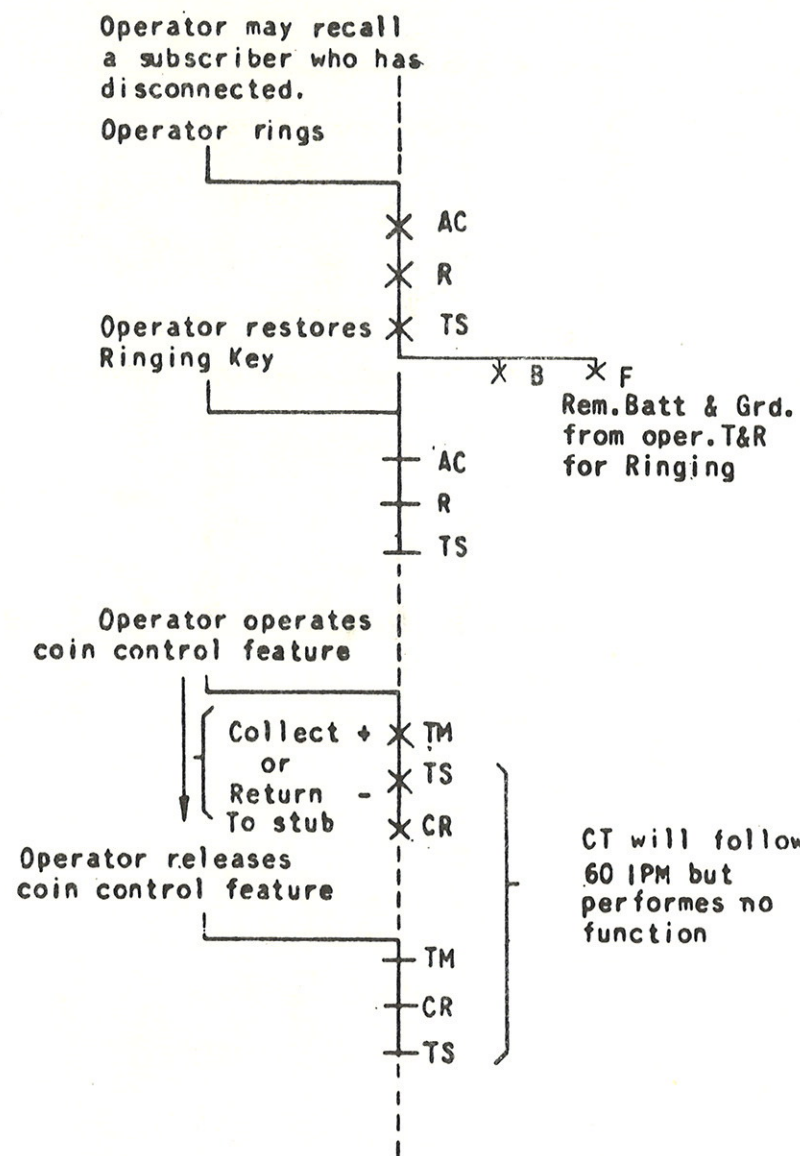 Operator may recall
a subscriber who has
disconnected.
Operator rings
AC
R
Operator restores TS
Ringing Key
B F
Rem.Batt & Grd.
from oper.T&R
for Ringing
AC
R
TS
Operator operates
coin control feature
Collect + TM
or TS
Return -
To stub CR
Operator releases
coin control feature
CT will follow
60 IPM but
performes no
function
TM
CR
TS